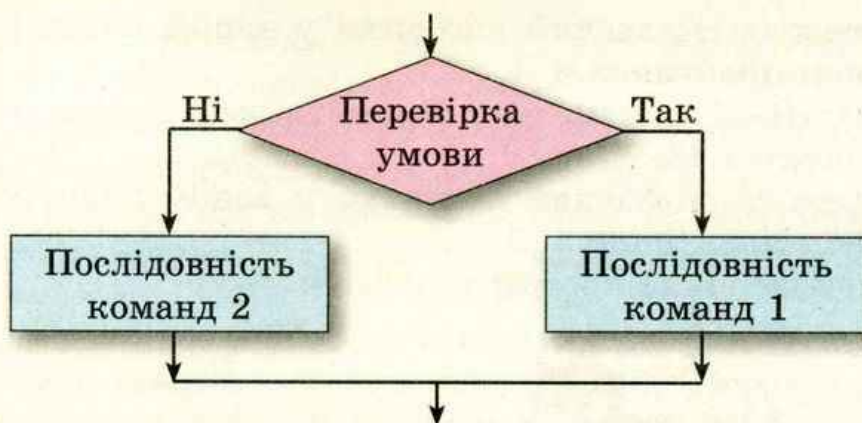 Ні
Перевірка
умови
Так
Послідовність
команд 2
Послідовність
команд 1